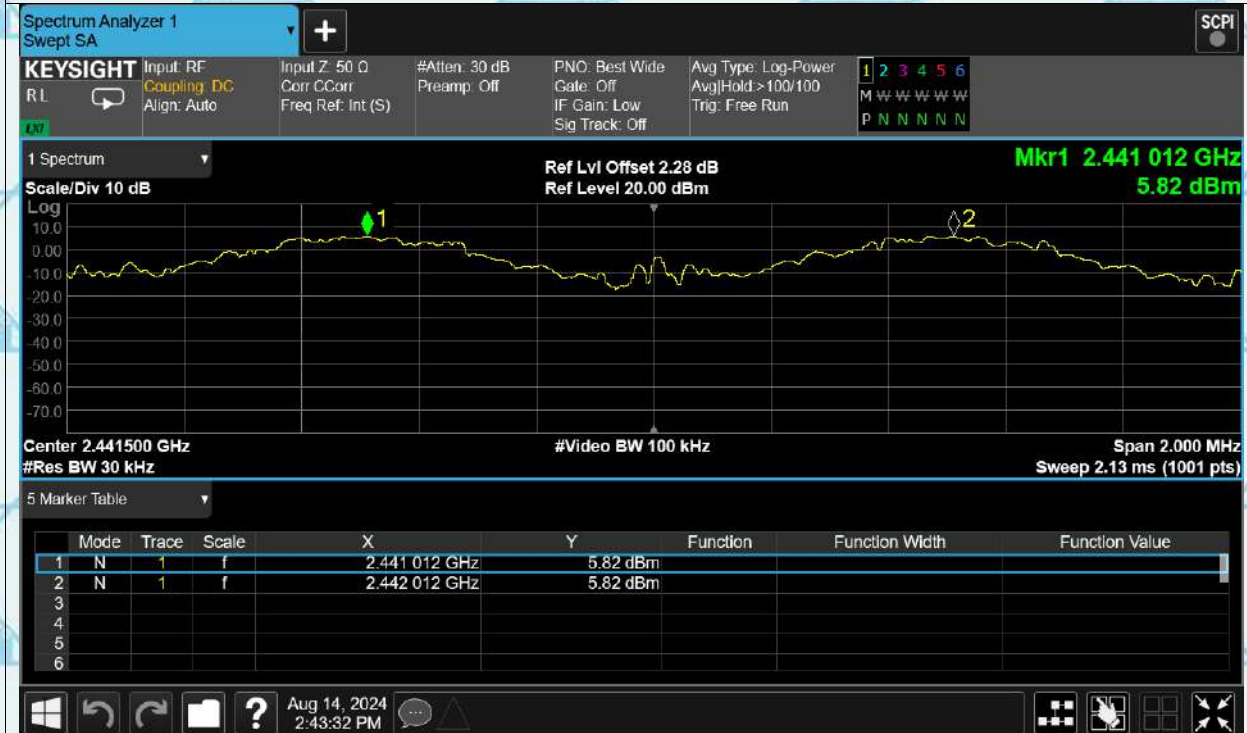 Spectrum Analyzer 1
Swept SA
+
SCPI
KEYSIGHT
RL
LXI
Input: RF
Coupling: DC
Align: Auto
Input Z: 50 Ω
Corr CCorr
Freq Ref: Int (S)
#Atten: 30 dB
Preamp: Off
PNO: Best Wide
Gate: Off
IF Gain: Low
Sig Track: Off
Avg Type: Log-Power
Avg|Hold:>100/100
Trig: Free Run
1 2 3 4 5 6
M W W W W W
P N N N N N
1 Spectrum
Scale/Div 10 dB
Ref Lvl Offset 2.28 dB
Ref Level 20.00 dBm
Mkr1 2.441 012 GHz
5.82 dBm
Log
10.0
0.00
-10.0
-20.0
-30.0
-40.0
-50.0
-60.0
-70.0
1
2
Center 2.441500 GHz
#Res BW 30 kHz
#Video BW 100 kHz
Span 2.000 MHz
Sweep 2.13 ms (1001 pts)
5 Marker Table
Mode Trace Scale X Y Function Function Width Function Value
1 N 1 f 2.441 012 GHz 5.82 dBm
2 N 1 f 2.442 012 GHz 5.82 dBm
3
4
5
6
?
Aug 14, 2024
2:43:32 PM